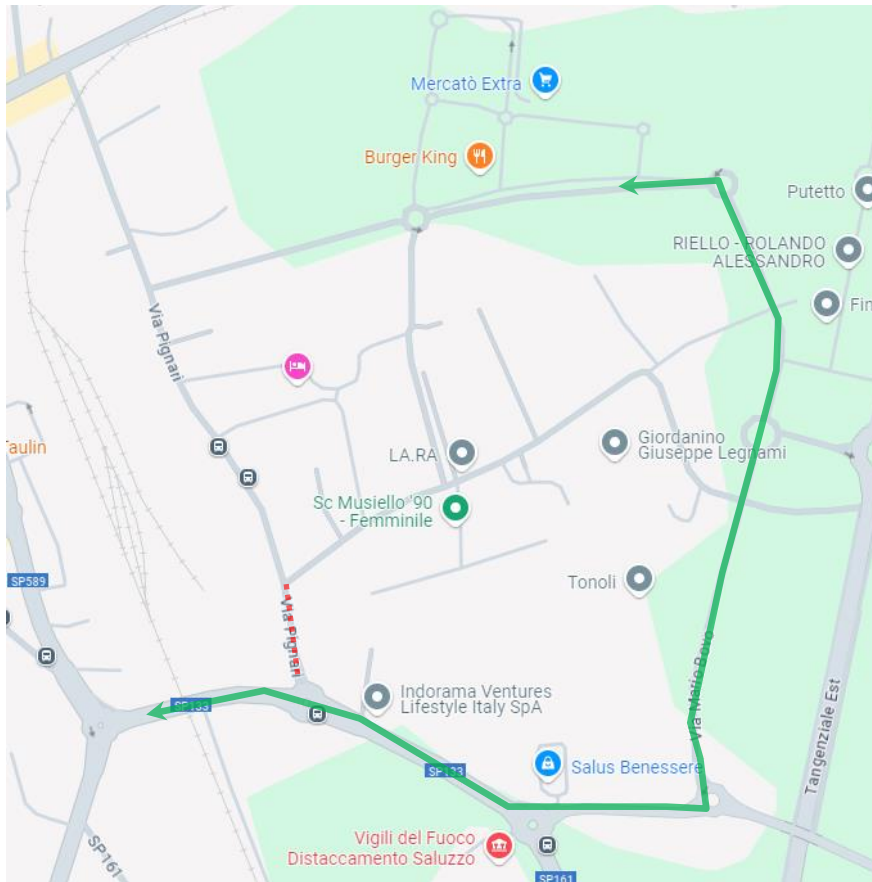 Mercatò Extra
Burger King
Putetto
RIELLO - ROLANDO
ALESSANDRO
Fin
Via Pignari
aulin
LA.RA
Giordanino
Giuseppe Legnami
Sc Musiello '90
- Femminile
SP589
Tonoli
Via Pignari
Via Mario Bovo
Indorama Ventures
Lifestyle Italy SpA
SP133
Tangenziale Est
SP133
Salus Benessere
Vigili del Fuoco
Distaccamento Saluzzo
SP161
SP161